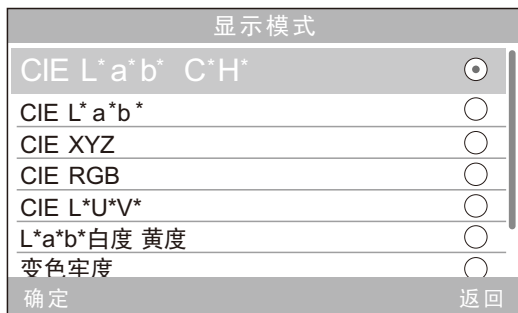 显示模式
CIE L*a*b* C*H*
CIE L*a*b*
CIE XYZ
CIE RGB
CIE L*U*V*
L*a*b*白度 黄度
变色牢度
确定 返回